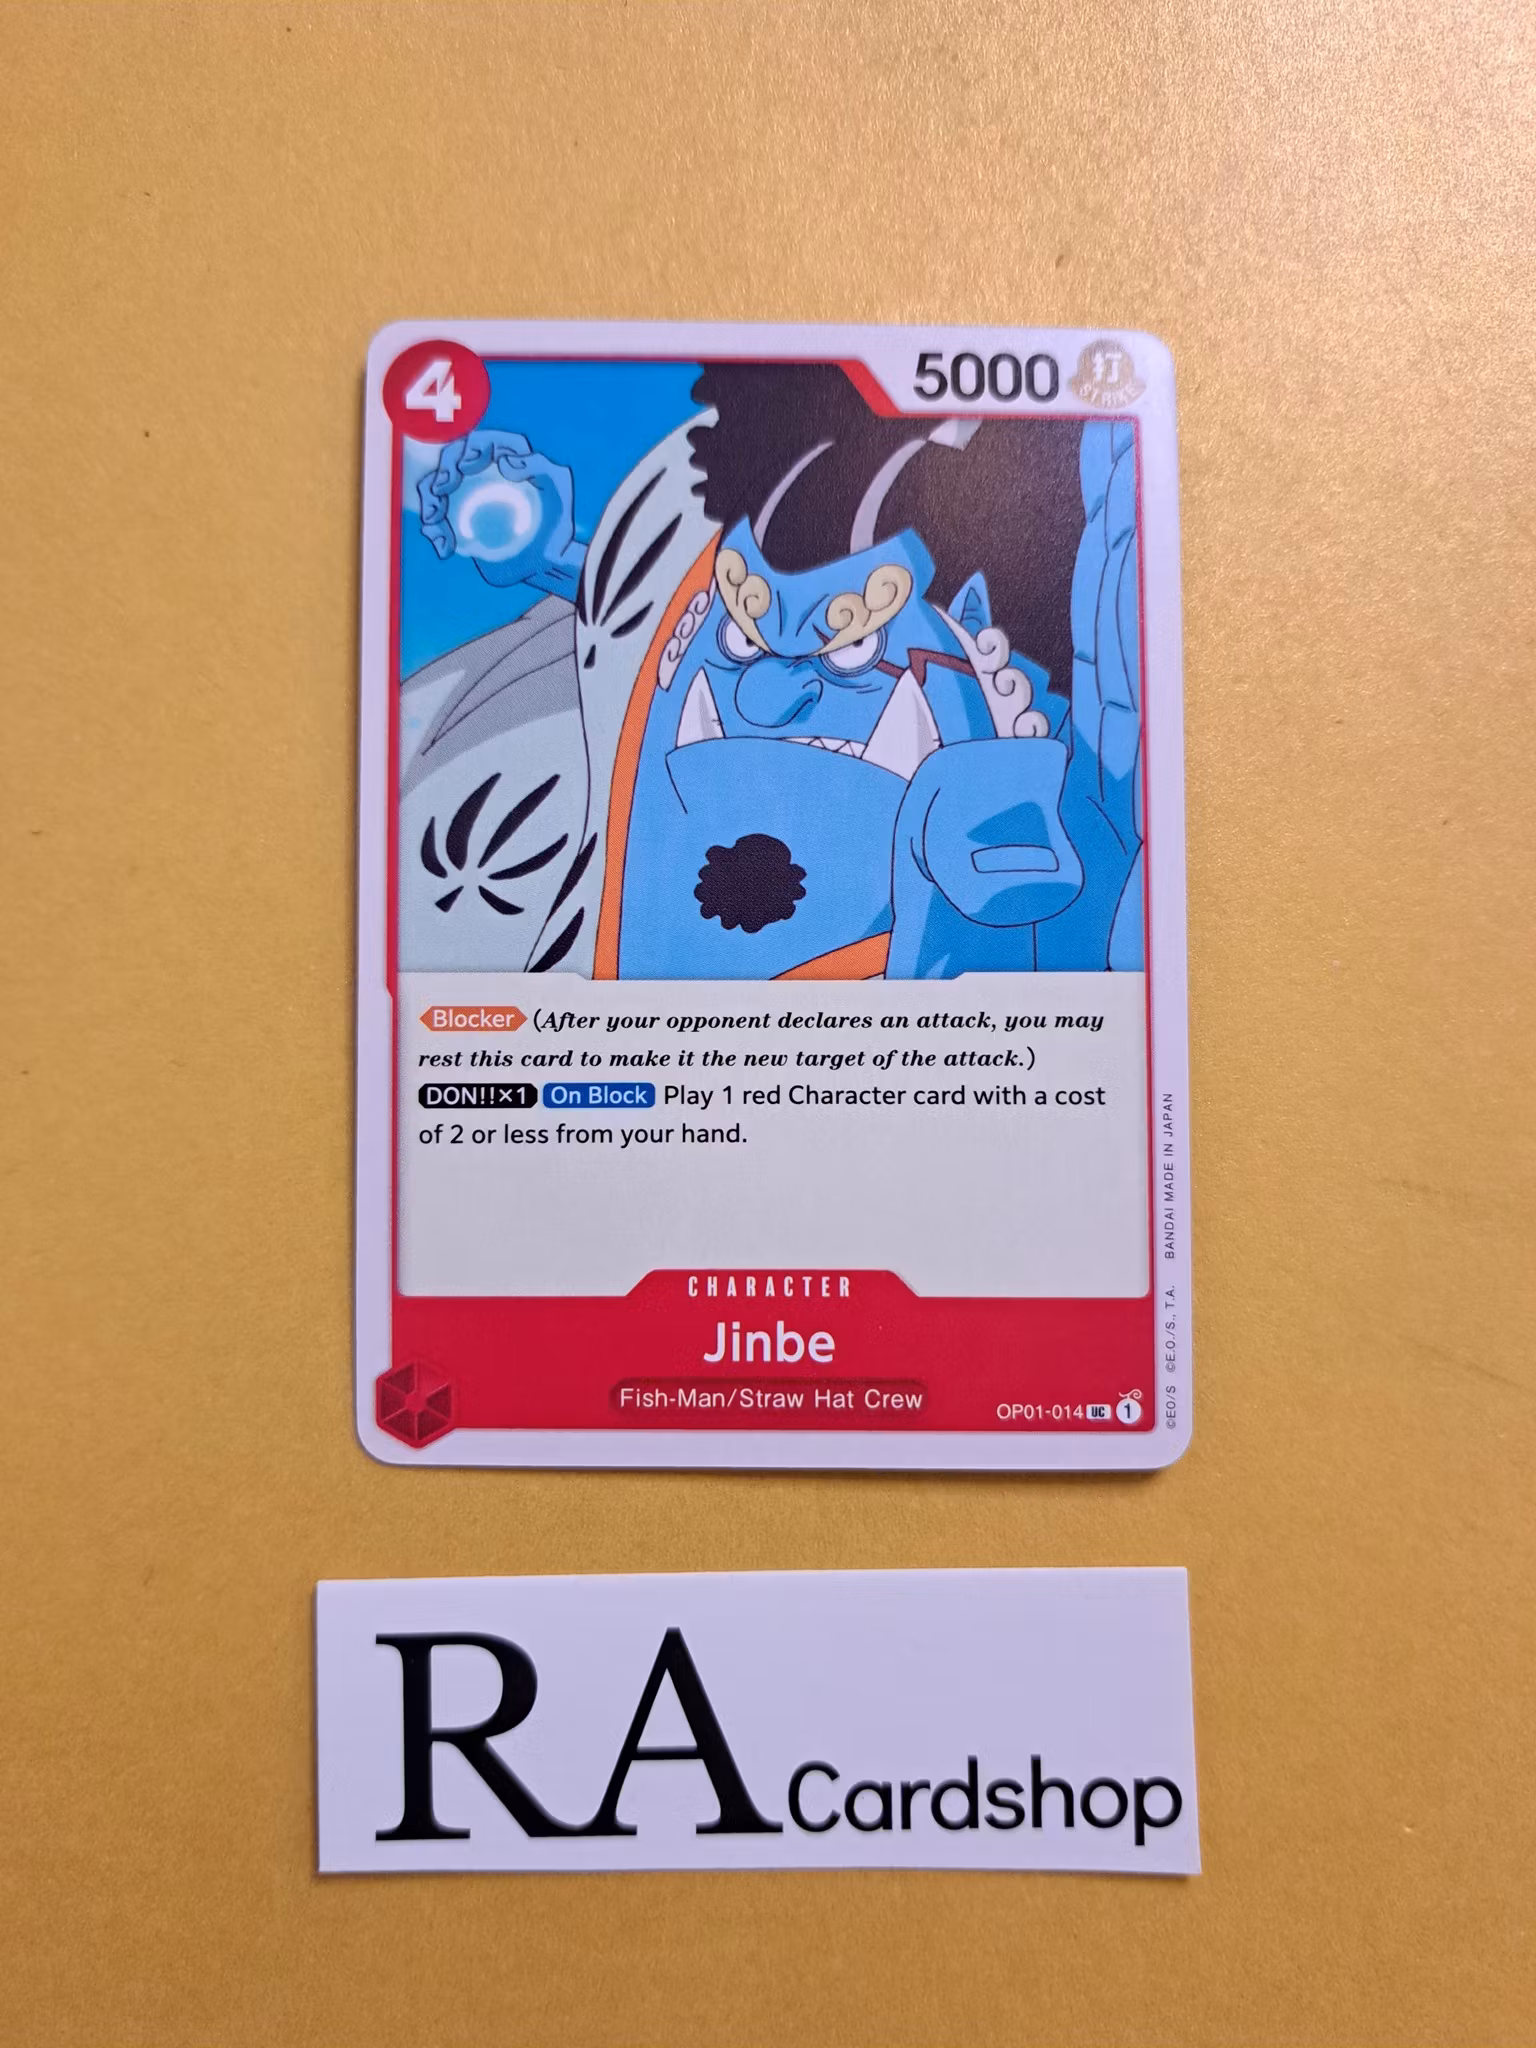 4
5000
打
STRIKE
Blocker (After your opponent declares an attack, you may
rest this card to make it the new target of the attack.)
DON!!×1 On Block Play 1 red Character card with a cost
of 2 or less from your hand.
CHARACTER
Jinbe
Fish-Man/Straw Hat Crew
OP01-014 UC 1
©EO/S ©E.O./S., T.A. BANDAI MADE IN JAPAN
RA Cardshop